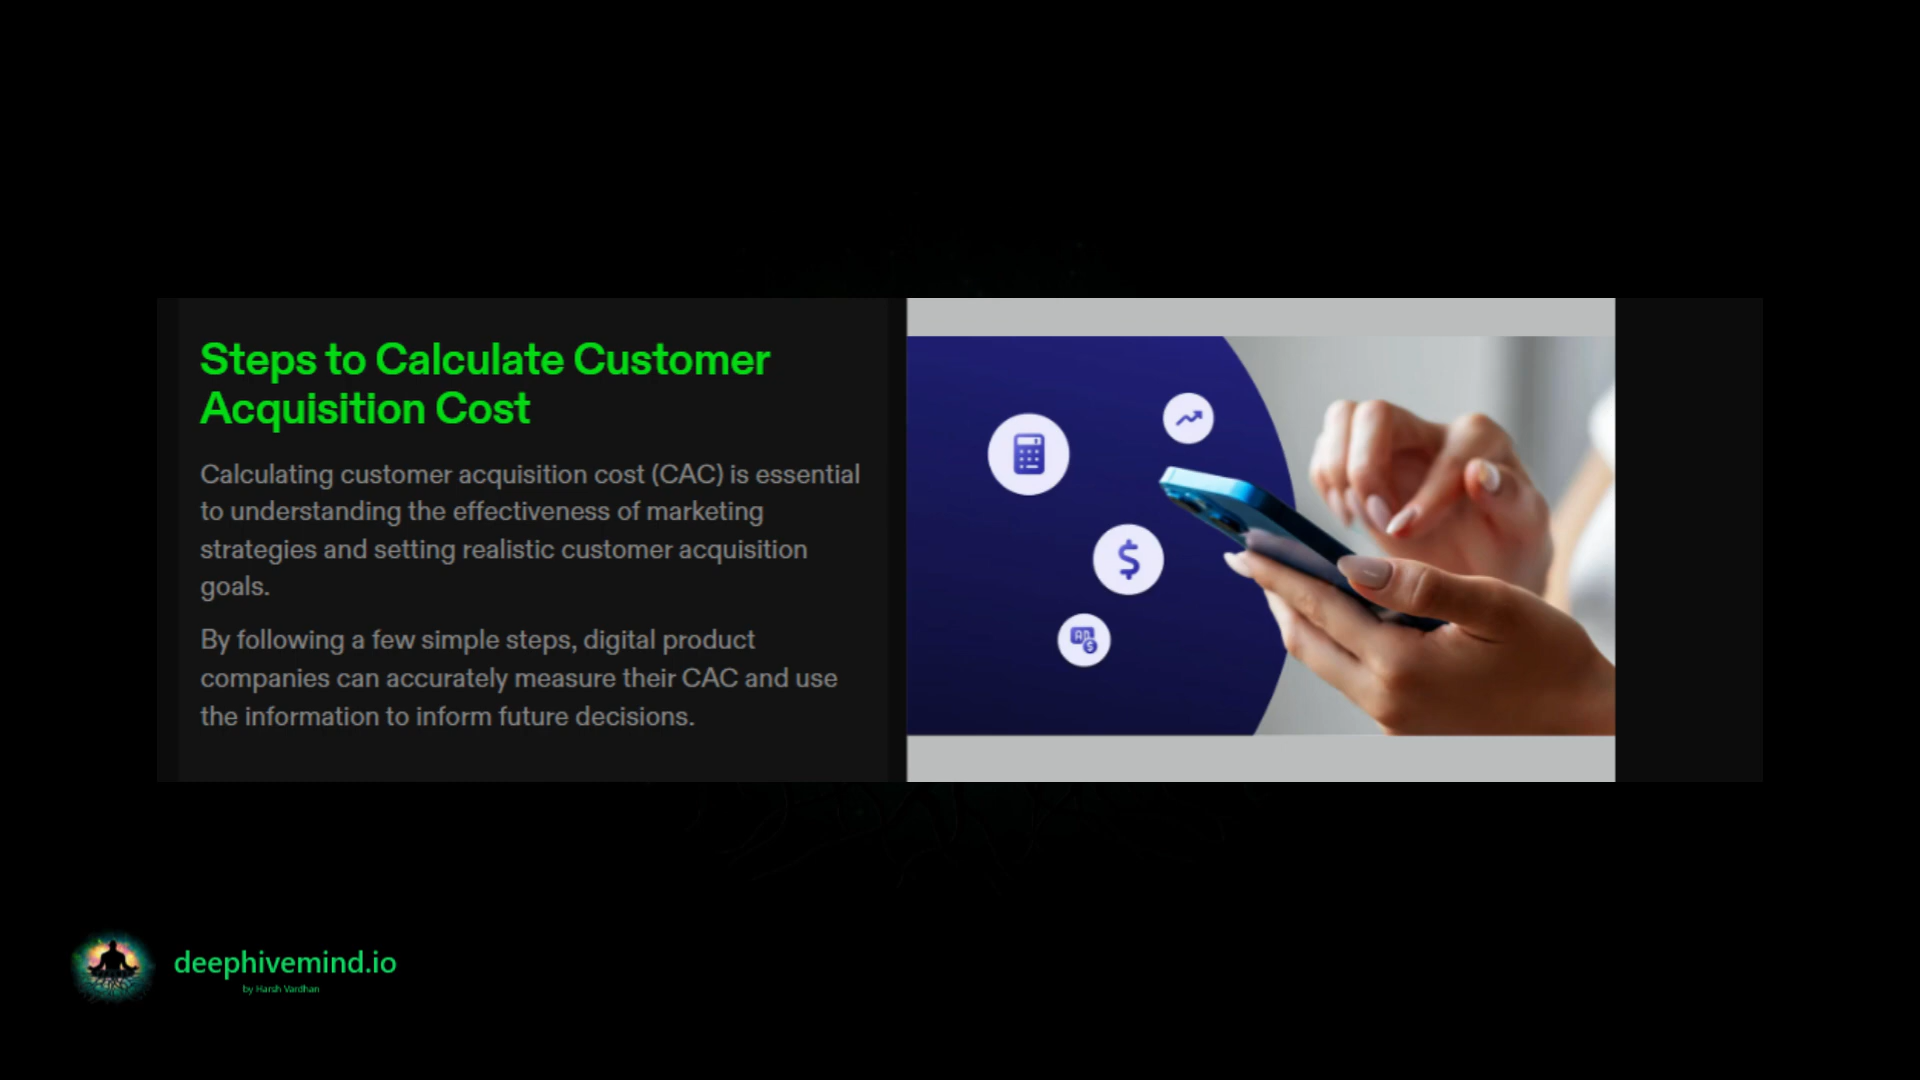 Steps to Calculate Customer
Acquisition Cost
Calculating customer acquisition cost (CAC) is essential
to understanding the effectiveness of marketing
strategies and setting realistic customer acquisition
goals.
By following a few simple steps, digital product
companies can accurately measure their CAC and use
the information to inform future decisions.
$
AD
$
deephivemind.io
by Harsh Vardhan